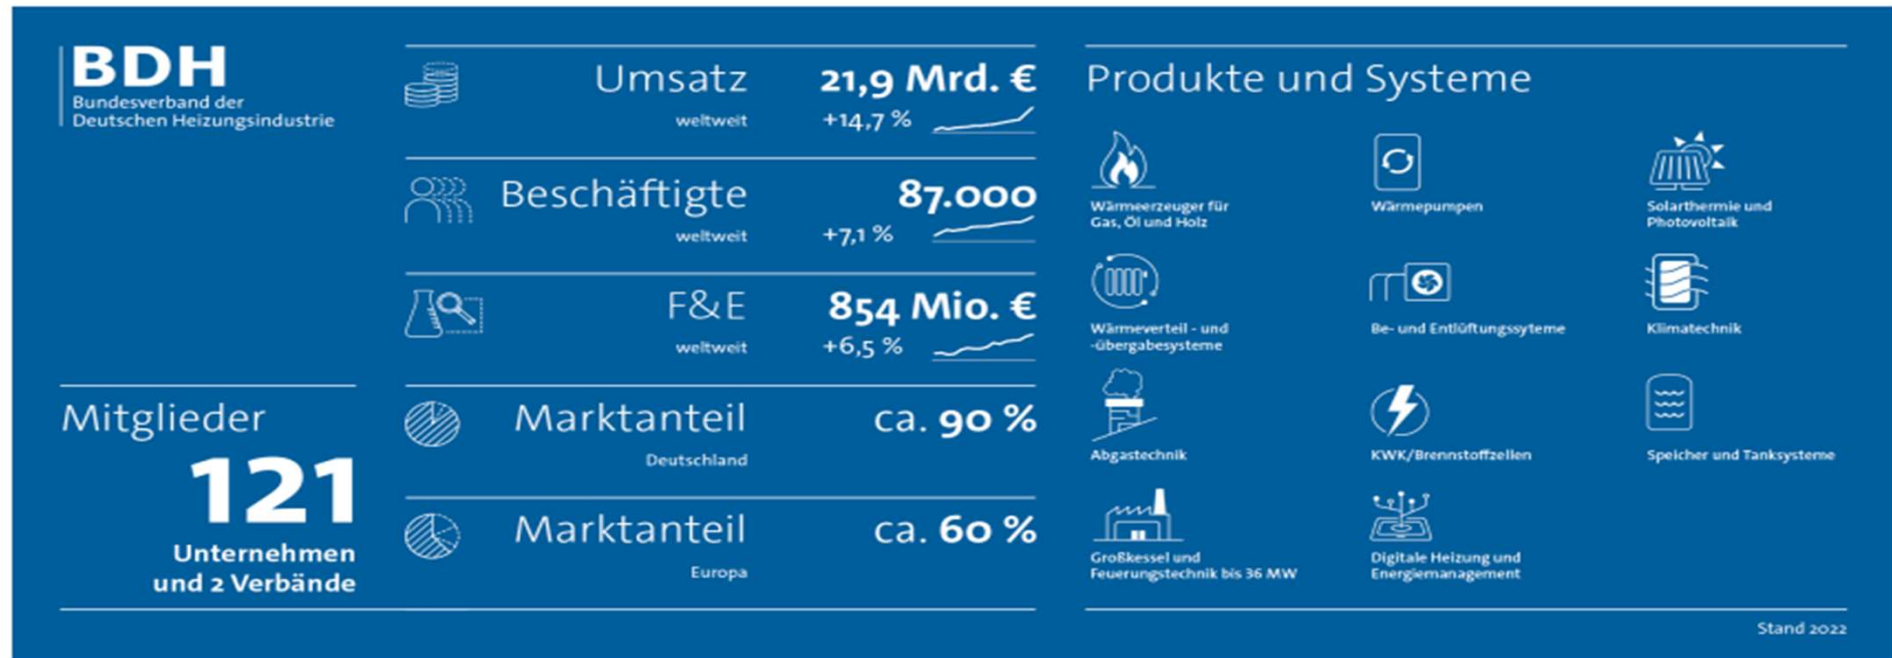 BDH
Bundesverband der
Deutschen Heizungsindustrie
Mitglieder
121
Unternehmen
und 2 Verbände
Umsatz 21,9 Mrd. €
weltweit +14,7 %
Beschäftigte 87.000
weltweit +7,1 %
F&E 854 Mio. €
weltweit +6,5 %
Marktanteil ca. 90 %
Deutschland
Marktanteil ca. 60 %
Europa
Produkte und Systeme
Wärmeerzeuger für
Gas, Öl und Holz
Wärmepumpen
Solarthermie und
Photovoltaik
Wärmeverteil - und
-übergabesysteme
Be- und Entlüftungssyteme
Klimatechnik
Abgastechnik
KWK/Brennstoffzellen
Speicher und Tanksysteme
Großkessel und
Feuerungstechnik bis 36 MW
Digitale Heizung und
Energiemanagement
Stand 2022